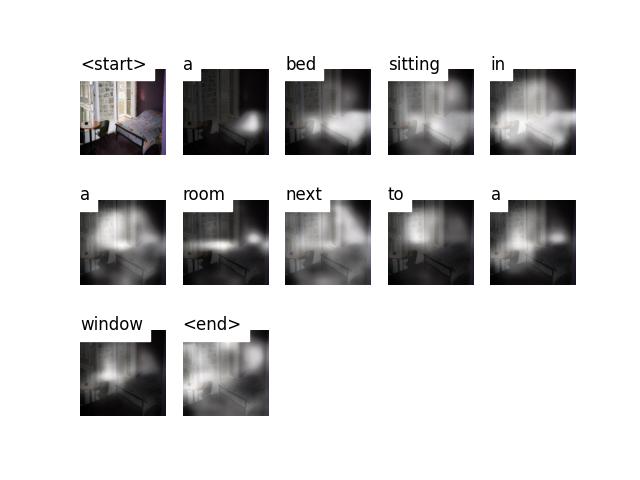 <start> a bed sitting in
a room next to a
window <end>